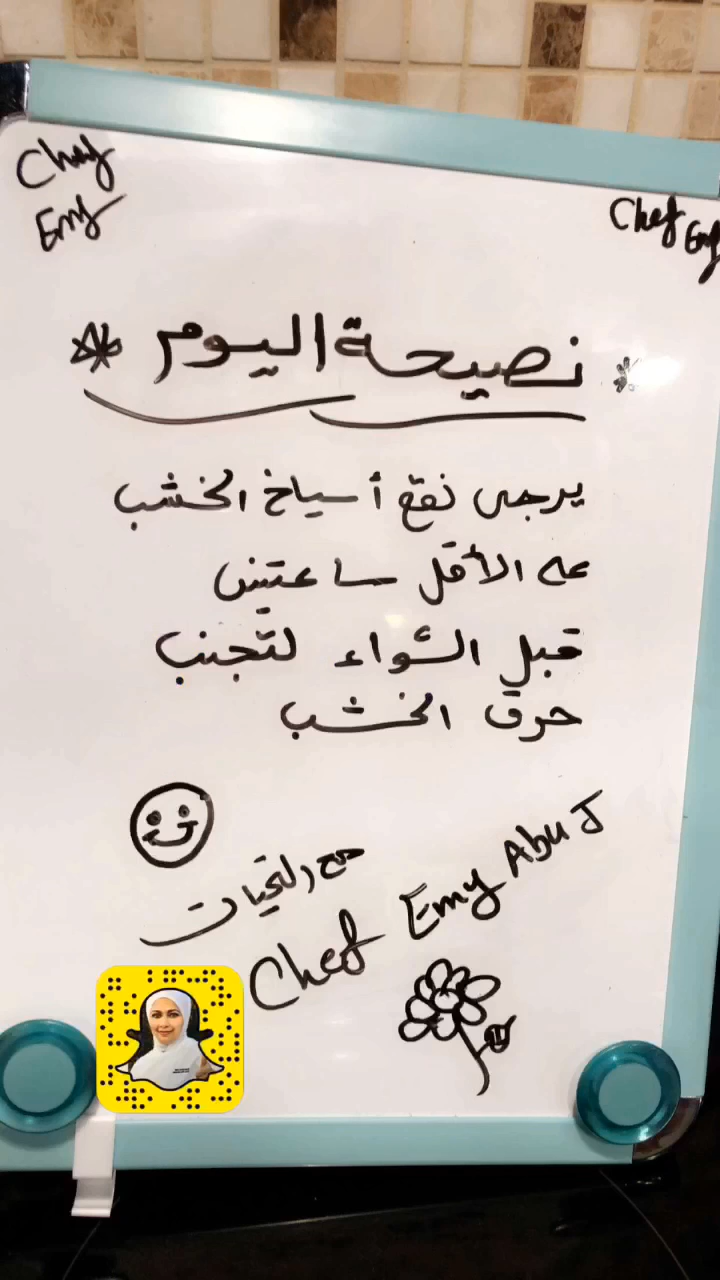 Chef
Emy
Chef Emy
* نصيحة اليوم *
يرجى نقع أسياخ الخشب
على الأقل ساعتين
قبل الشواء لتجنب
حرق الخشب
مع التحيات
Chef Emy Abu J